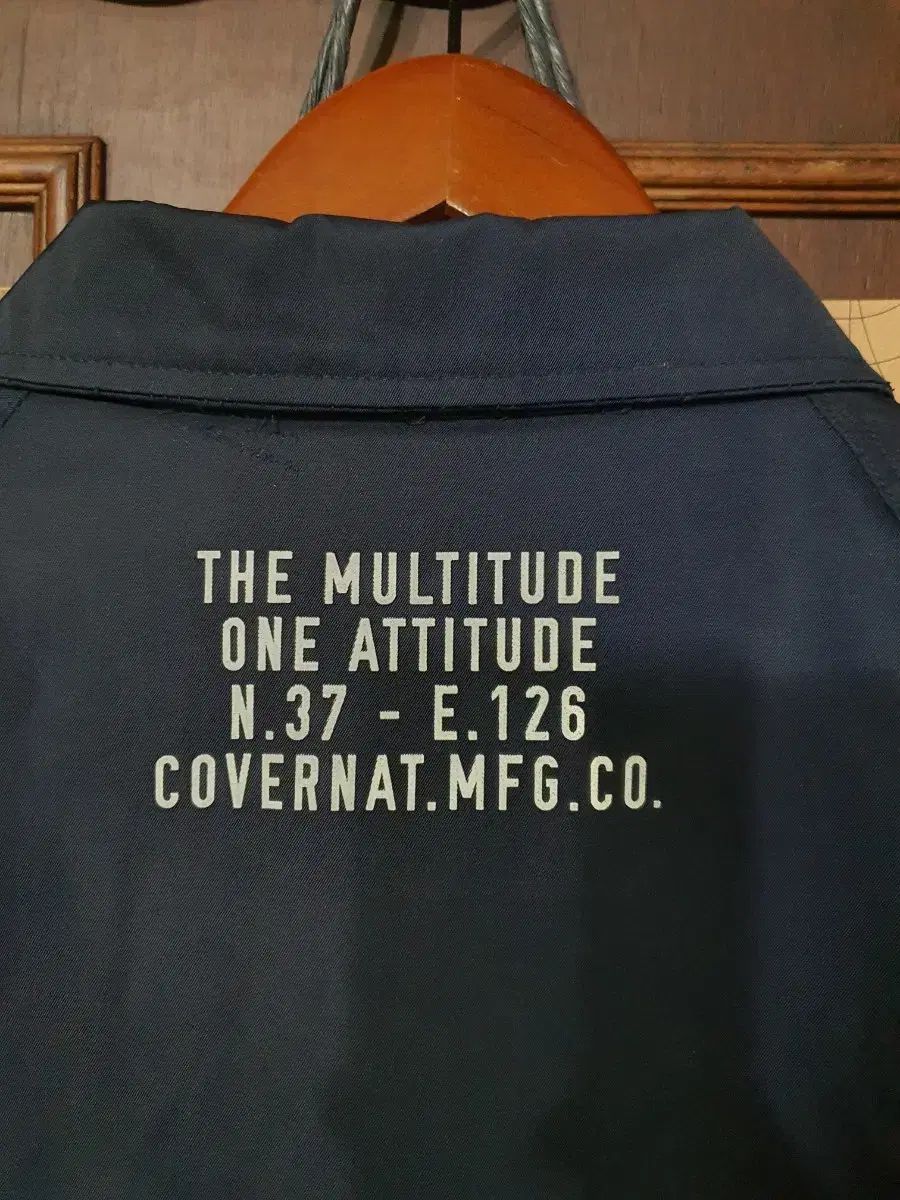 THE MULTITUDE
ONE ATTITUDE
N.37 - E.126
COVERNAT.MFG.CO.